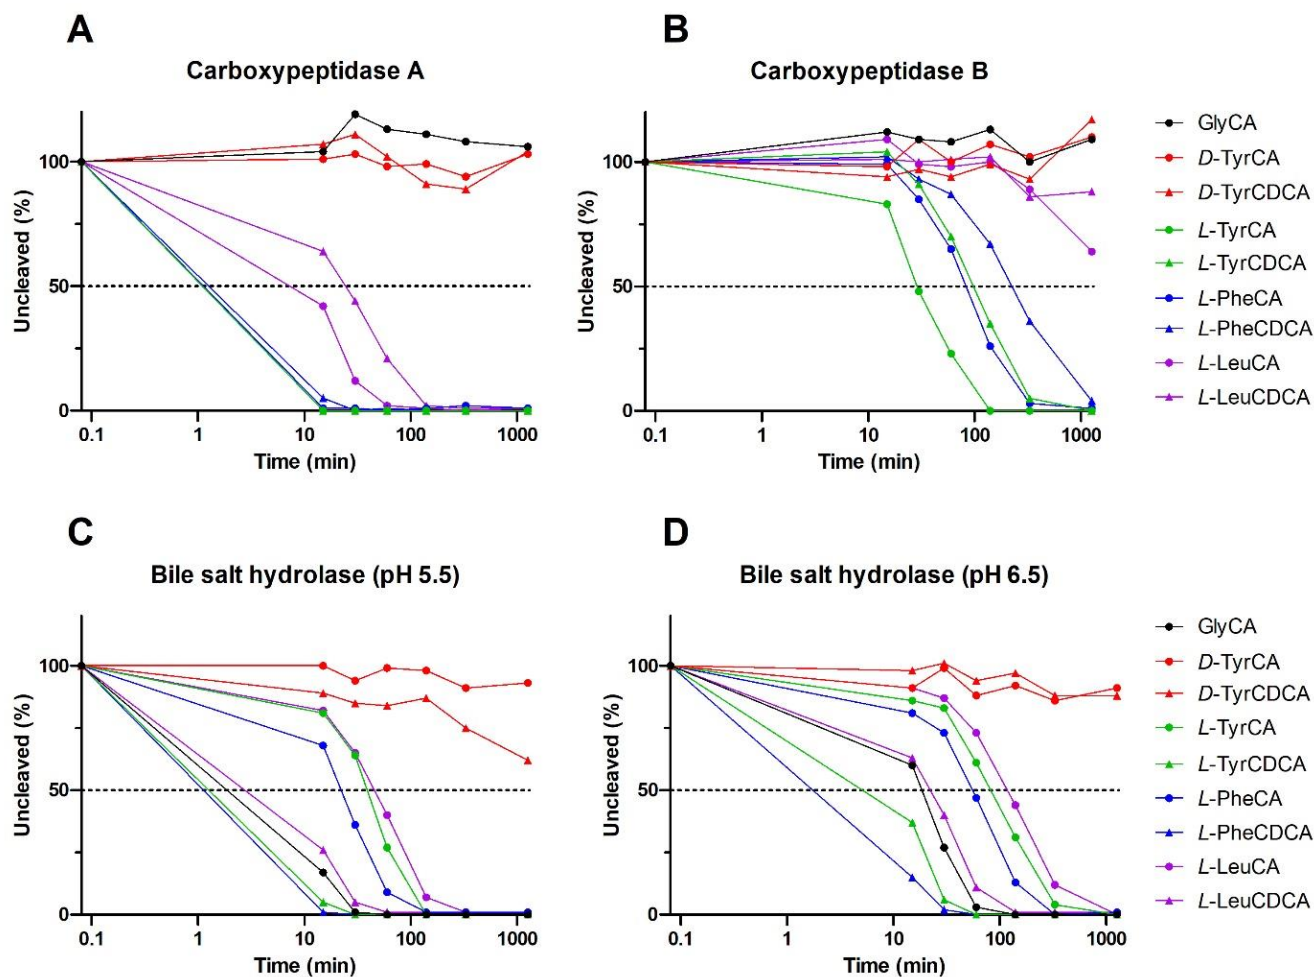 A
Carboxypeptidase A
Uncleaved (%)
100
50
0
0.1 1 10 100 1000
Time (min)
B
Carboxypeptidase B
Uncleaved (%)
100
50
0
0.1 1 10 100 1000
Time (min)
GlyCA
D-TyrCA
D-TyrCDCA
L-TyrCA
L-TyrCDCA
L-PheCA
L-PheCDCA
L-LeuCA
L-LeuCDCA
C
Bile salt hydrolase (pH 5.5)
Uncleaved (%)
100
50
0
0.1 1 10 100 1000
Time (min)
D
Bile salt hydrolase (pH 6.5)
Uncleaved (%)
100
50
0
0.1 1 10 100 1000
Time (min)
GlyCA
D-TyrCA
D-TyrCDCA
L-TyrCA
L-TyrCDCA
L-PheCA
L-PheCDCA
L-LeuCA
L-LeuCDCA